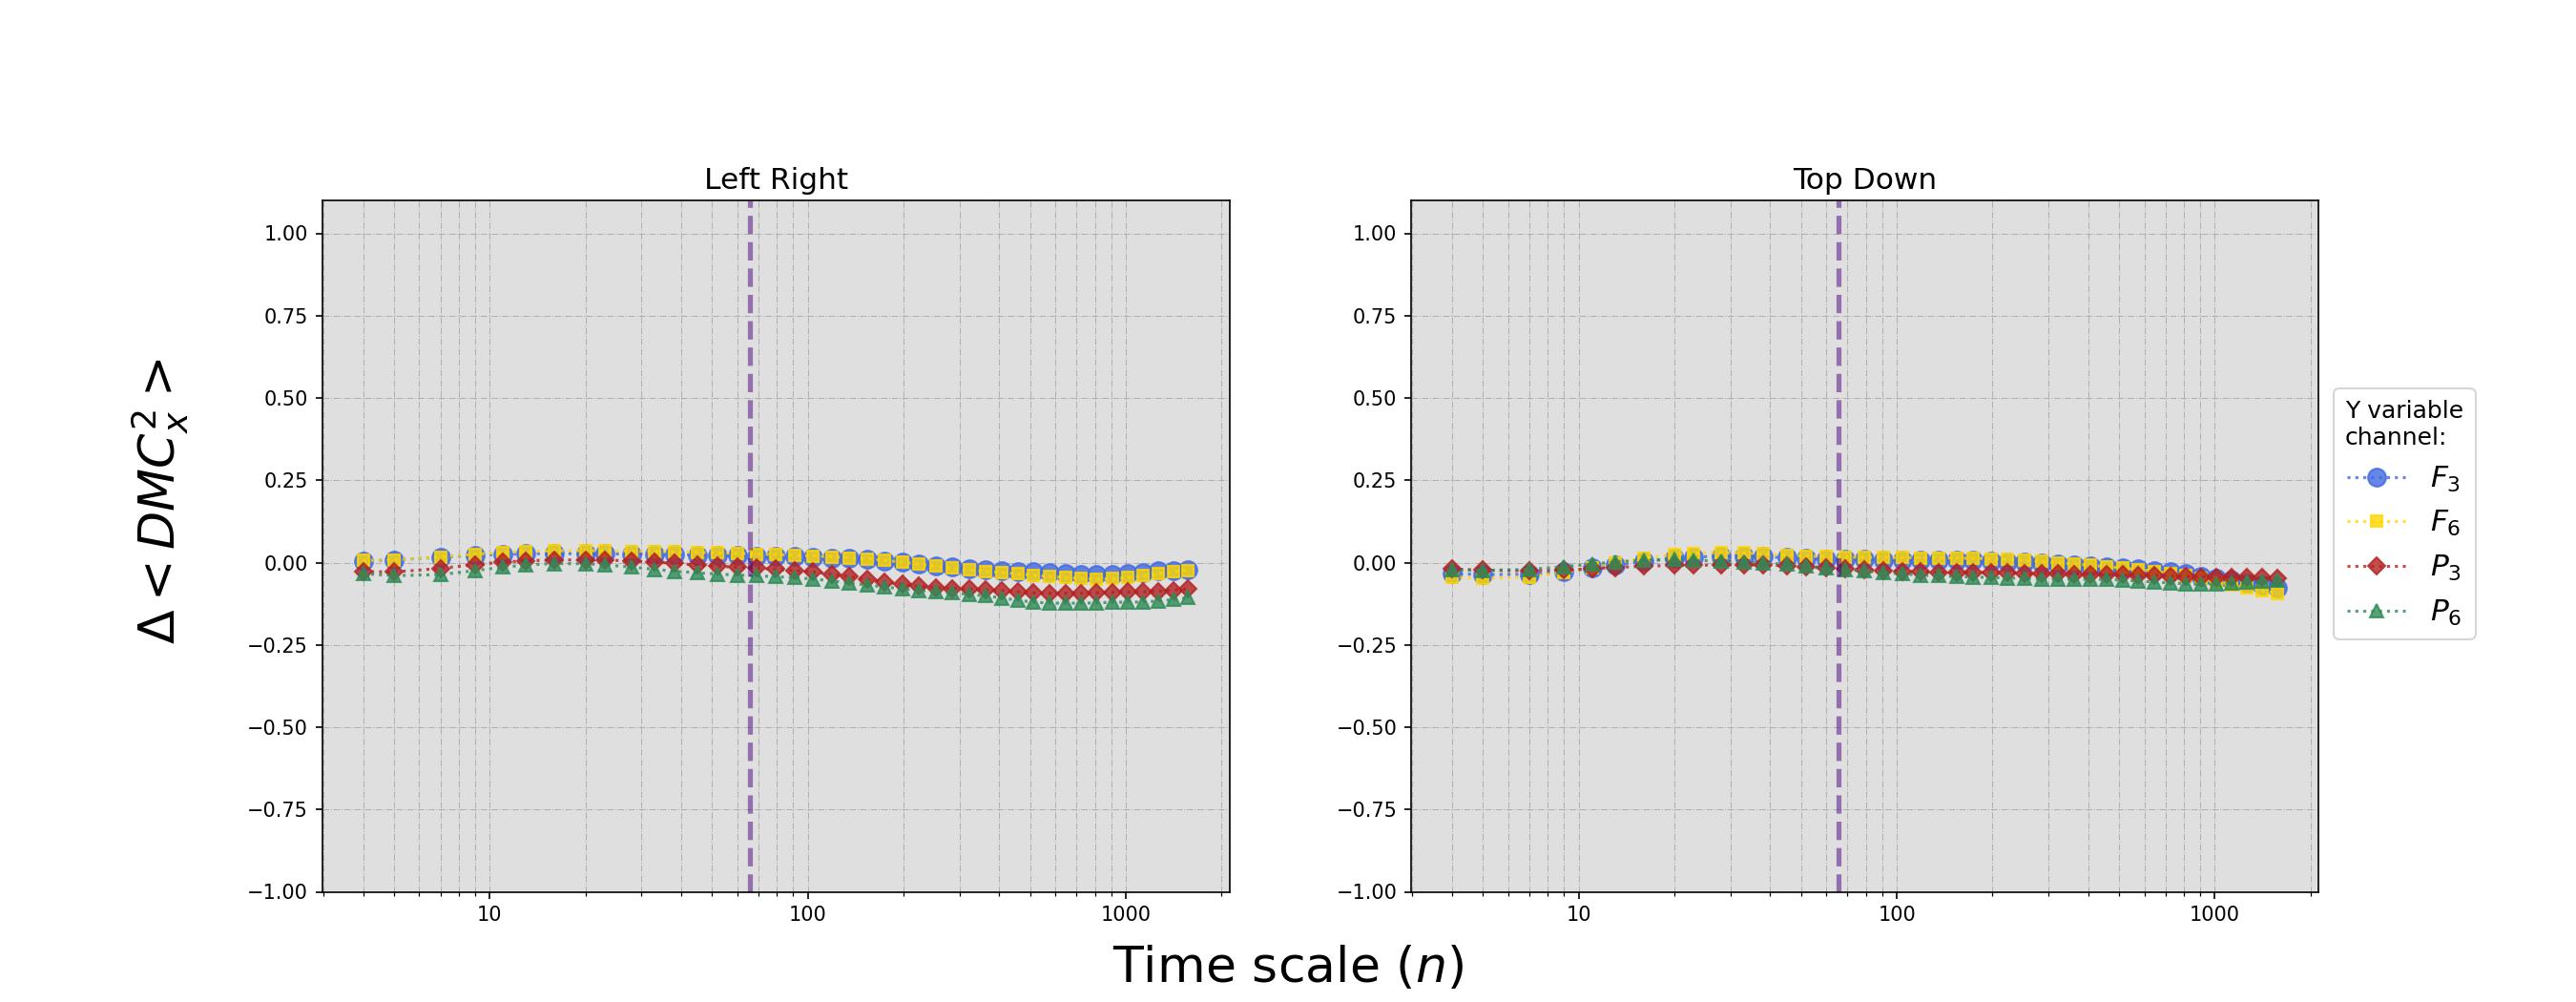 Left Right
1.00
0.75
0.50
0.25
0.00
−0.25
−0.50
−0.75
−1.00
10 100 1000
Δ < DMC²ₓ >
Top Down
1.00
0.75
0.50
0.25
0.00
−0.25
−0.50
−0.75
−1.00
10 100 1000
Time scale (n)
Y variable
channel:
F₃
F₆
P₃
P₆